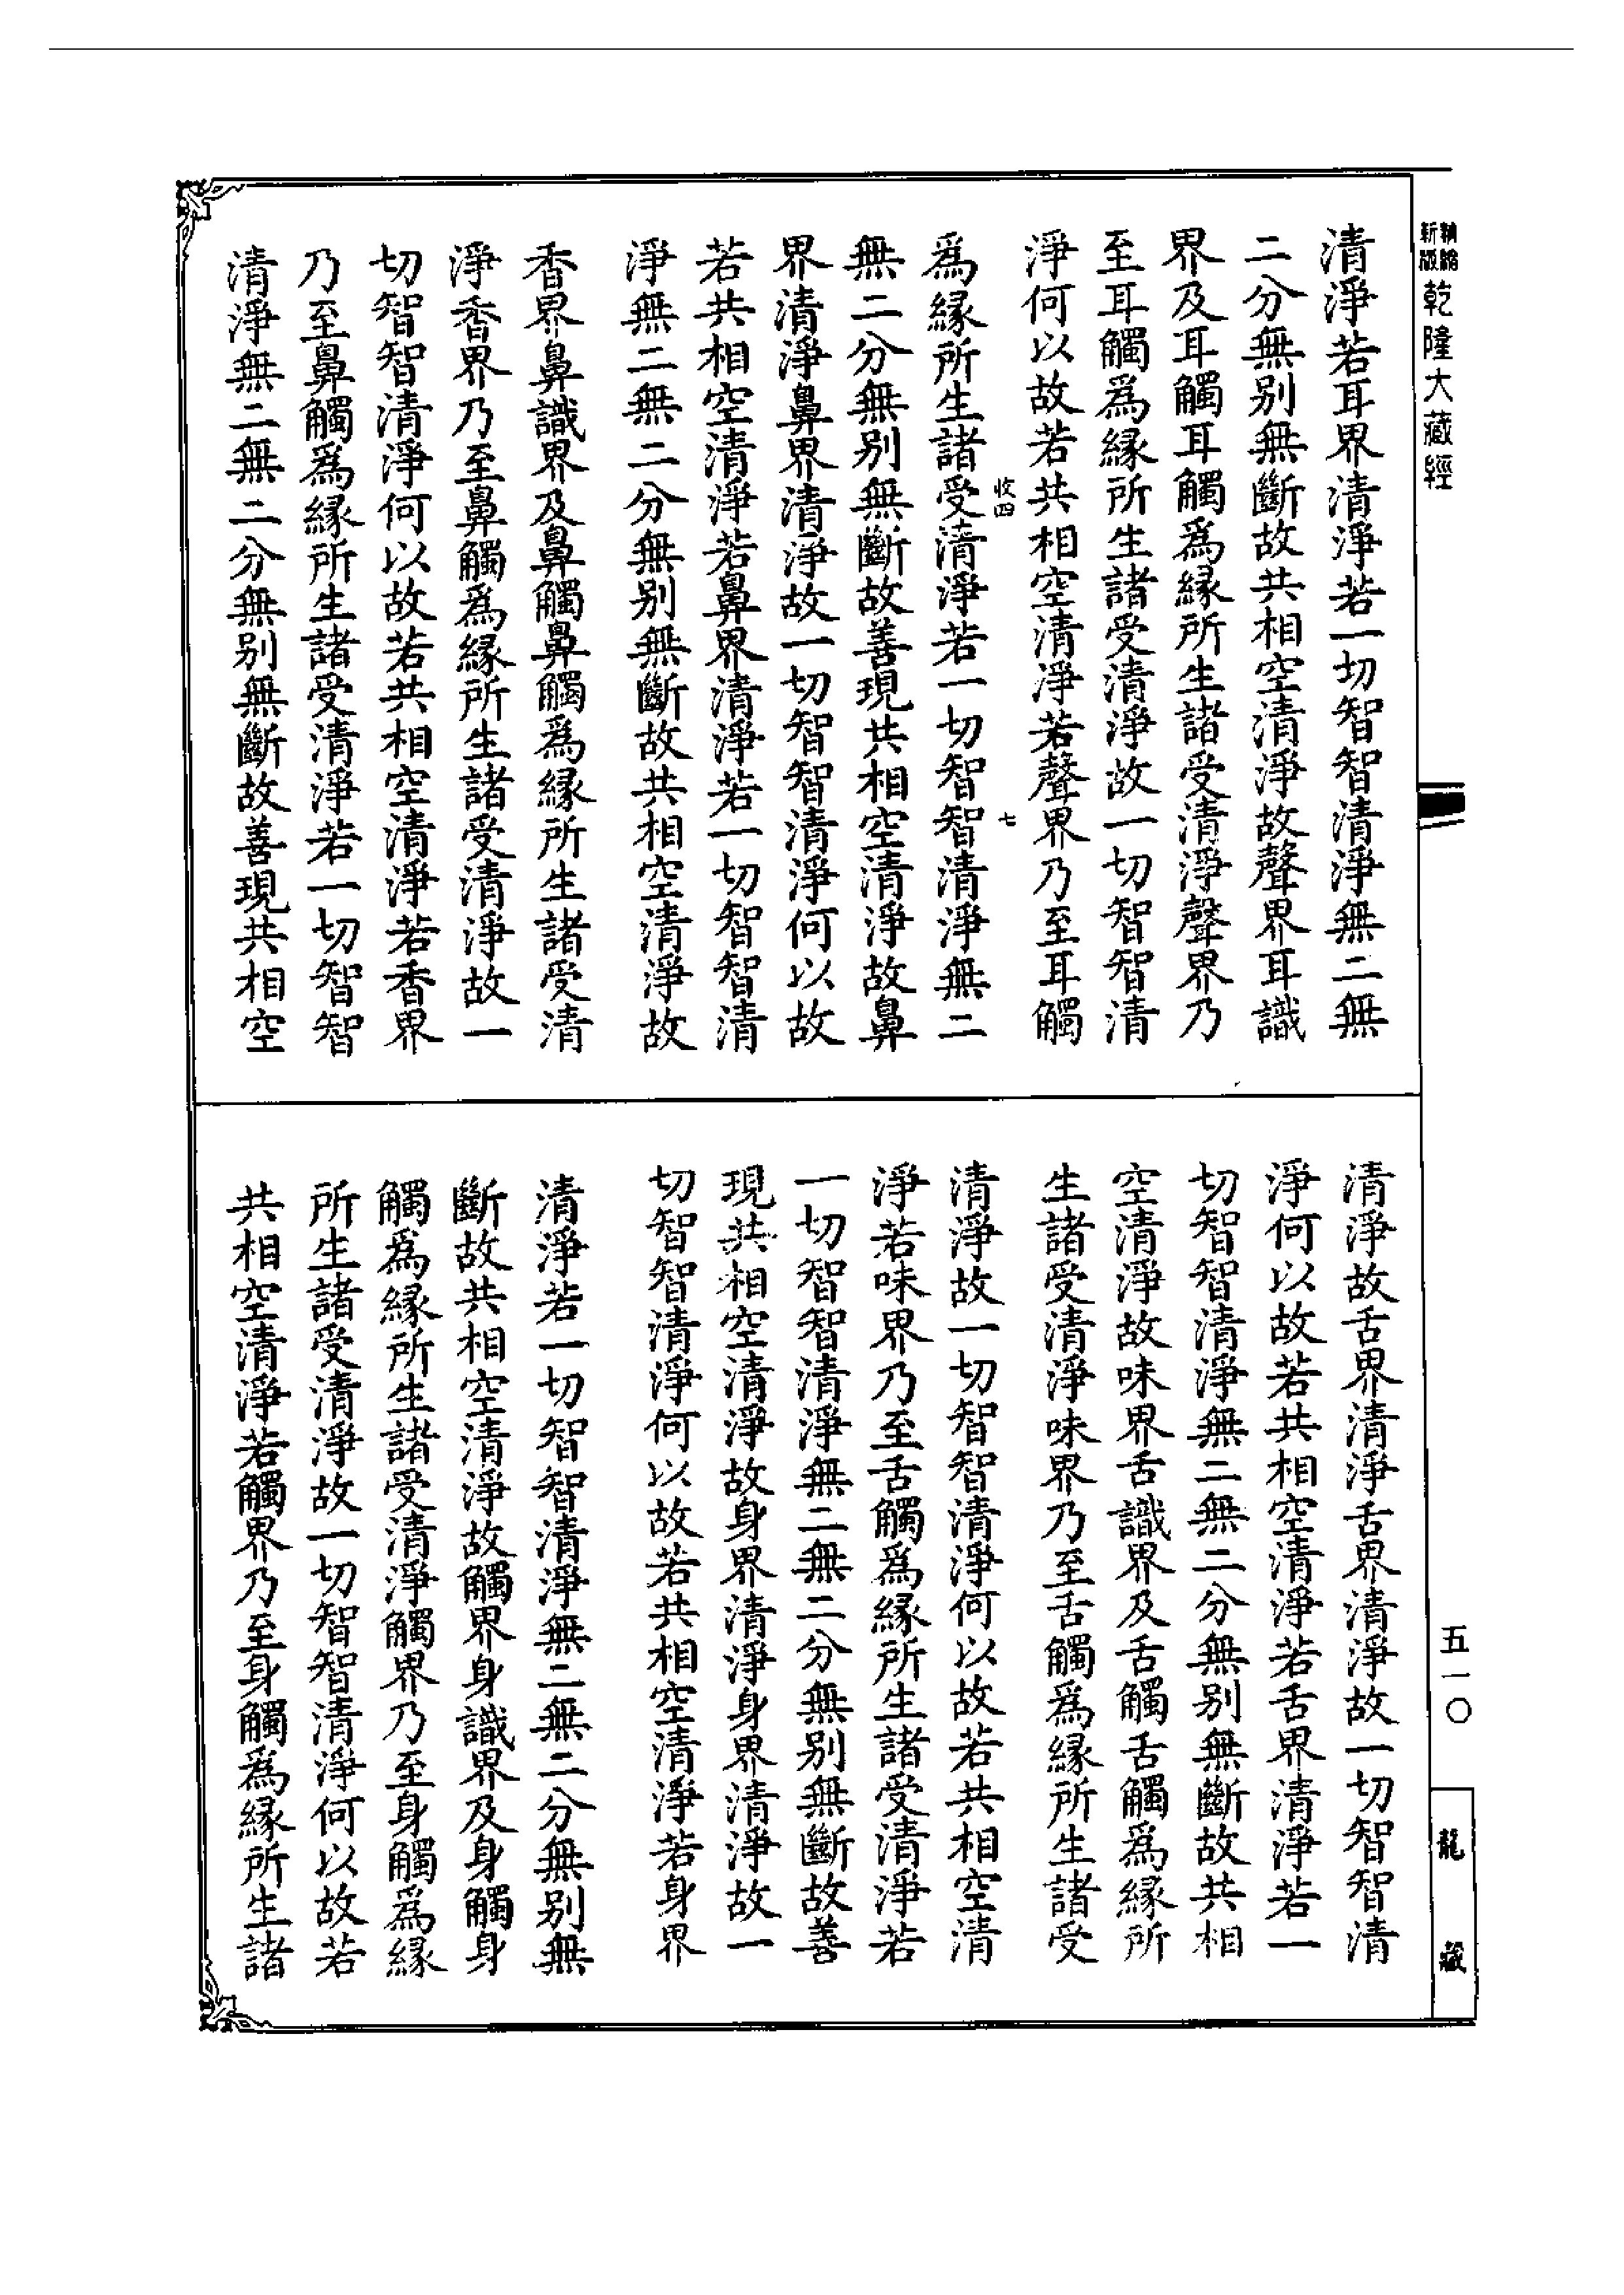 新版
乾隆大藏經
清淨若耳界清淨若一切智智清淨無二無
二分無别無斷故共相空清淨故聲界耳識
界及耳觸耳觸爲緣所生諸受清淨聲界乃
至耳觸爲緣所生諸受清淨故一切智智清
淨何以故若共相空清淨若聲界乃至耳觸
收四 七
爲緣所生諸受清淨若一切智智清淨無二
無二分無别無斷故善現共相空清淨故鼻
界清淨鼻界清淨故一切智智清淨何以故
若共相空清淨若鼻界清淨若一切智智清
淨無二無二分無别無斷故共相空清淨故
香界鼻識界及鼻觸鼻觸爲緣所生諸受清
淨香界乃至鼻觸爲緣所生諸受清淨故一
切智智清淨何以故若共相空清淨若香界
乃至鼻觸爲緣所生諸受清淨若一切智智
清淨無二無二分無别無斷故善現共相空
清淨故舌界清淨舌界清淨故一切智智清
淨何以故若共相空清淨若舌界清淨若一
切智智清淨無二無二分無别無斷故共相
空清淨故味界舌識界及舌觸舌觸爲緣所
生諸受清淨味界乃至舌觸爲緣所生諸受
清淨故一切智智清淨何以故若共相空清
淨若味界乃至舌觸爲緣所生諸受清淨若
一切智智清淨無二無二分無别無斷故善
現共相空清淨故身界清淨身界清淨故一
切智智清淨何以故若共相空清淨若身界
清淨若一切智智清淨無二無二分無别無
斷故共相空清淨故觸界身識界及身觸身
觸爲緣所生諸受清淨觸界乃至身觸爲緣
所生諸受清淨故一切智智清淨何以故若
共相空清淨若觸界乃至身觸爲緣所生諸
五一〇
龍藏